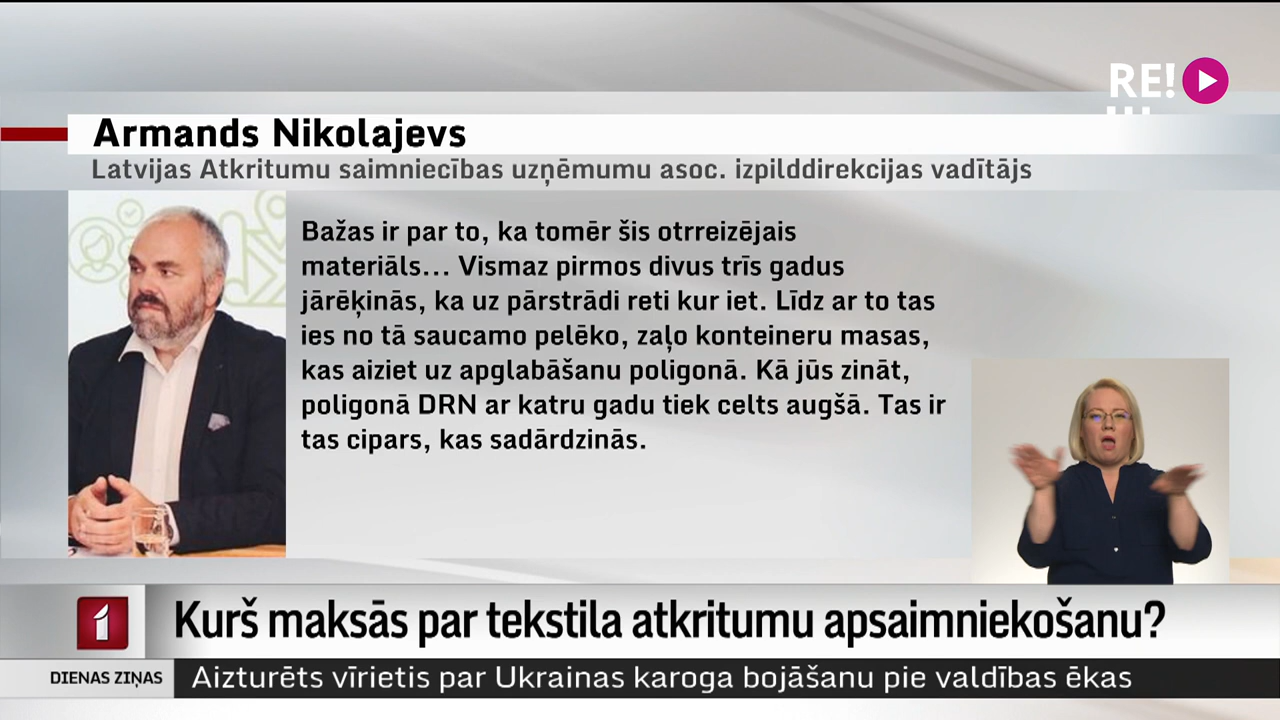 RE!
Armands Nikolajevs
Latvijas Atkritumu saimniecības uzņēmumu asoc. izpilddirekcijas vadītājs
Bažas ir par to, ka tomēr šis otrreizējais
materiāls... Vismaz pirmos divus trīs gadus
jārēķinās, ka uz pārstrādi reti kur iet. Līdz ar to tas
ies no tā saucamo pelēko, zaļo konteineru masas,
kas aiziet uz apglabāšanu poligonā. Kā jūs zināt,
poligonā DRN ar katru gadu tiek celts augšā. Tas ir
tas cipars, kas sadārdzinās.
1
Kurš maksās par tekstila atkritumu apsaimniekošanu?
DIENAS ZIŅAS
Aizturēts vīrietis par Ukrainas karoga bojāšanu pie valdības ēkas